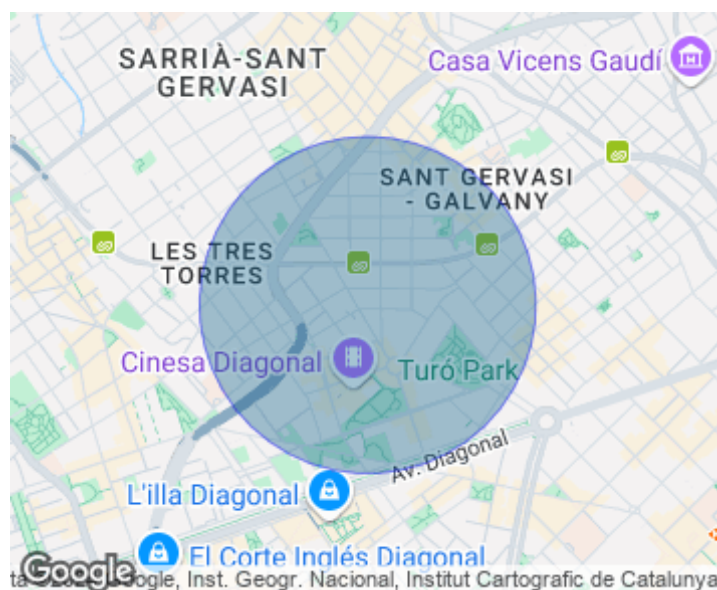 SARRIÀ-SANT
GERVASI
Casa Vicens Gaudí
SANT GERVASI
- GALVANY
LES TRES
TORRES
Cinesa Diagonal
Turó Park
Av. Diagonal
L'illa Diagonal
El Corte Inglés Diagonal
Google
Google, Inst. Geogr. Nacional, Institut Cartografic de Catalunya